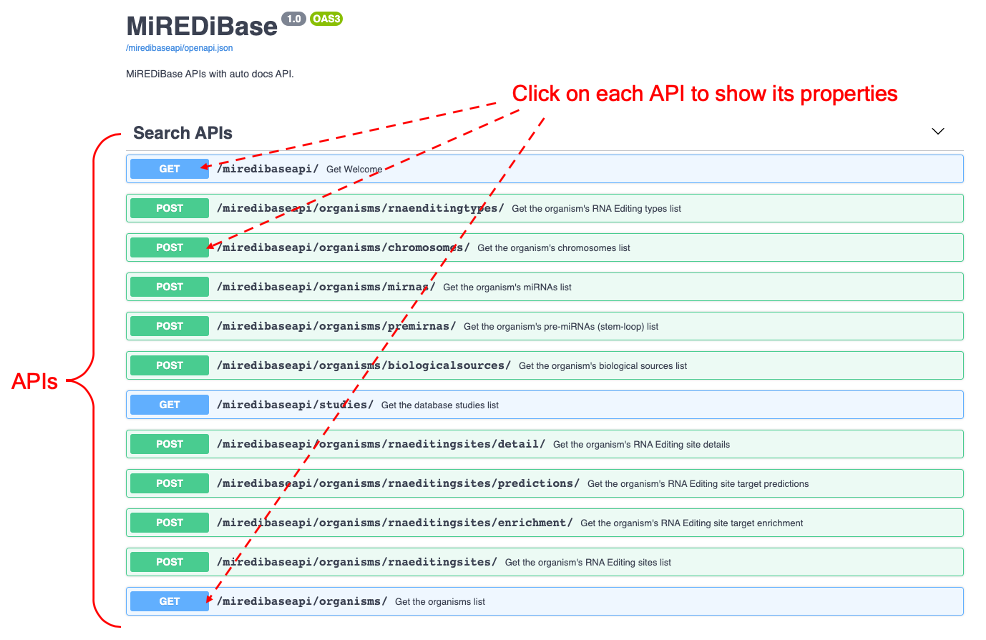 MiREDiBase 1.0 OAS3
/miredibaseapi/openapi.json
MiREDiBase APIs with auto docs API.
Click on each API to show its properties
Search APIs
GET /miredibaseapi/ Get Welcome
POST /miredibaseapi/organisms/rnaenditingtypes/ Get the organism's RNA Editing types list
POST /miredibaseapi/organisms/chromosomes/ Get the organism's chromosomes list
POST /miredibaseapi/organisms/mirnas/ Get the organism's miRNAs list
POST /miredibaseapi/organisms/premirnas/ Get the organism's pre-miRNAs (stem-loop) list
POST /miredibaseapi/organisms/biologicalsources/ Get the organism's biological sources list
APIs
GET /miredibaseapi/studies/ Get the database studies list
POST /miredibaseapi/organisms/rnaeditingsites/detail/ Get the organism's RNA Editing site details
POST /miredibaseapi/organisms/rnaeditingsites/predictions/ Get the organism's RNA Editing site target predictions
POST /miredibaseapi/organisms/rnaeditingsites/enrichment/ Get the organism's RNA Editing site target enrichment
POST /miredibaseapi/organisms/rnaeditingsites/ Get the organism's RNA Editing sites list
GET /miredibaseapi/organisms/ Get the organisms list